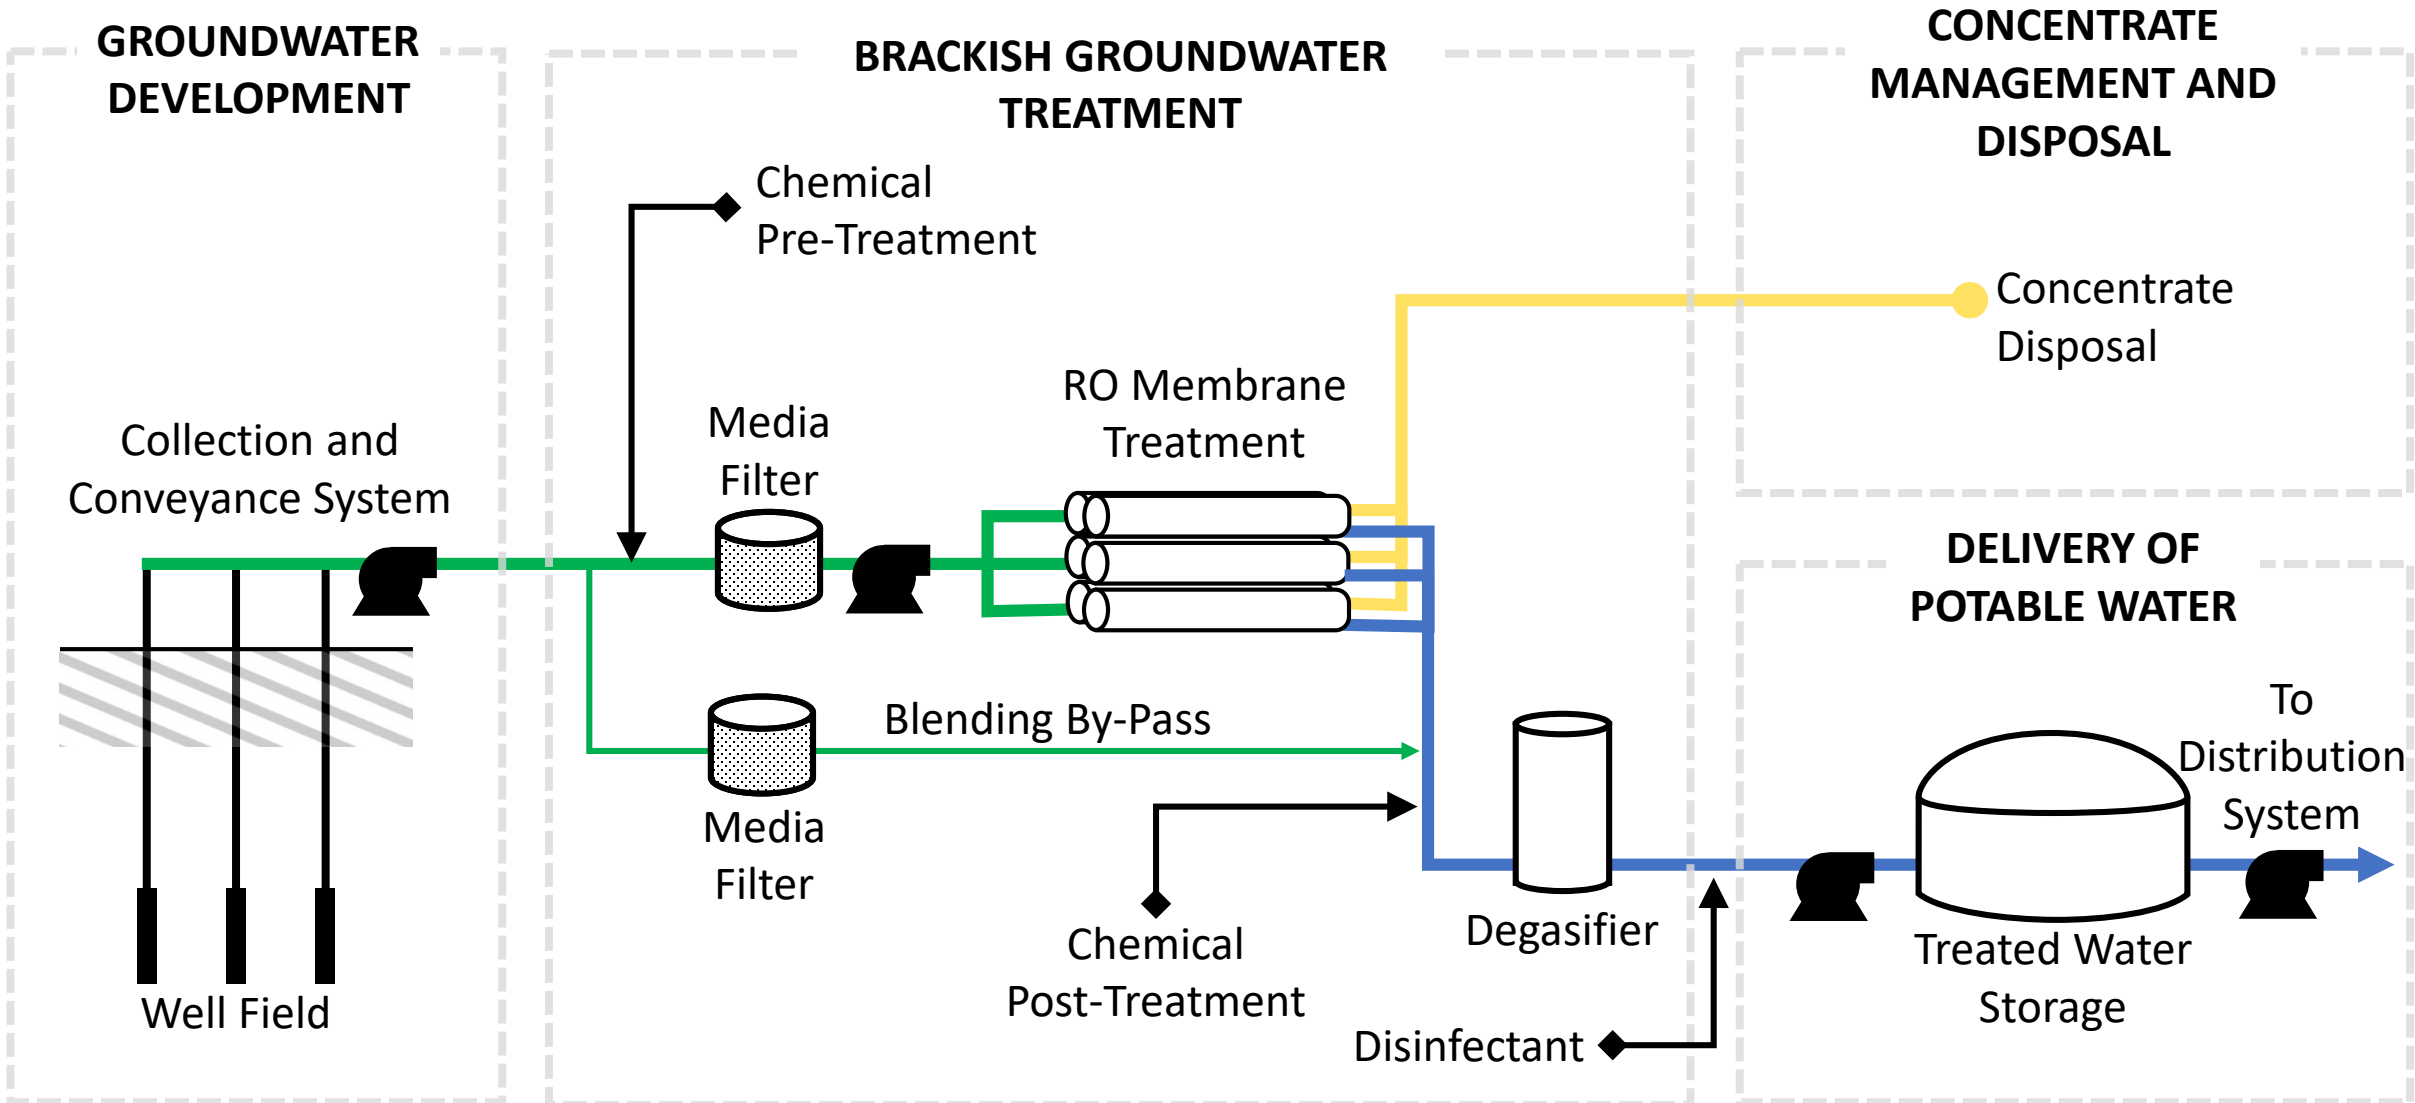 GROUNDWATER
DEVELOPMENT
Collection and
Conveyance System
Well Field
BRACKISH GROUNDWATER
TREATMENT
Chemical
Pre-Treatment
Media
Filter
RO Membrane
Treatment
Blending By-Pass
Media
Filter
Chemical
Post-Treatment
Degasifier
Disinfectant
CONCENTRATE
MANAGEMENT AND
DISPOSAL
Concentrate
Disposal
DELIVERY OF
POTABLE WATER
To
Distribution
System
Treated Water
Storage